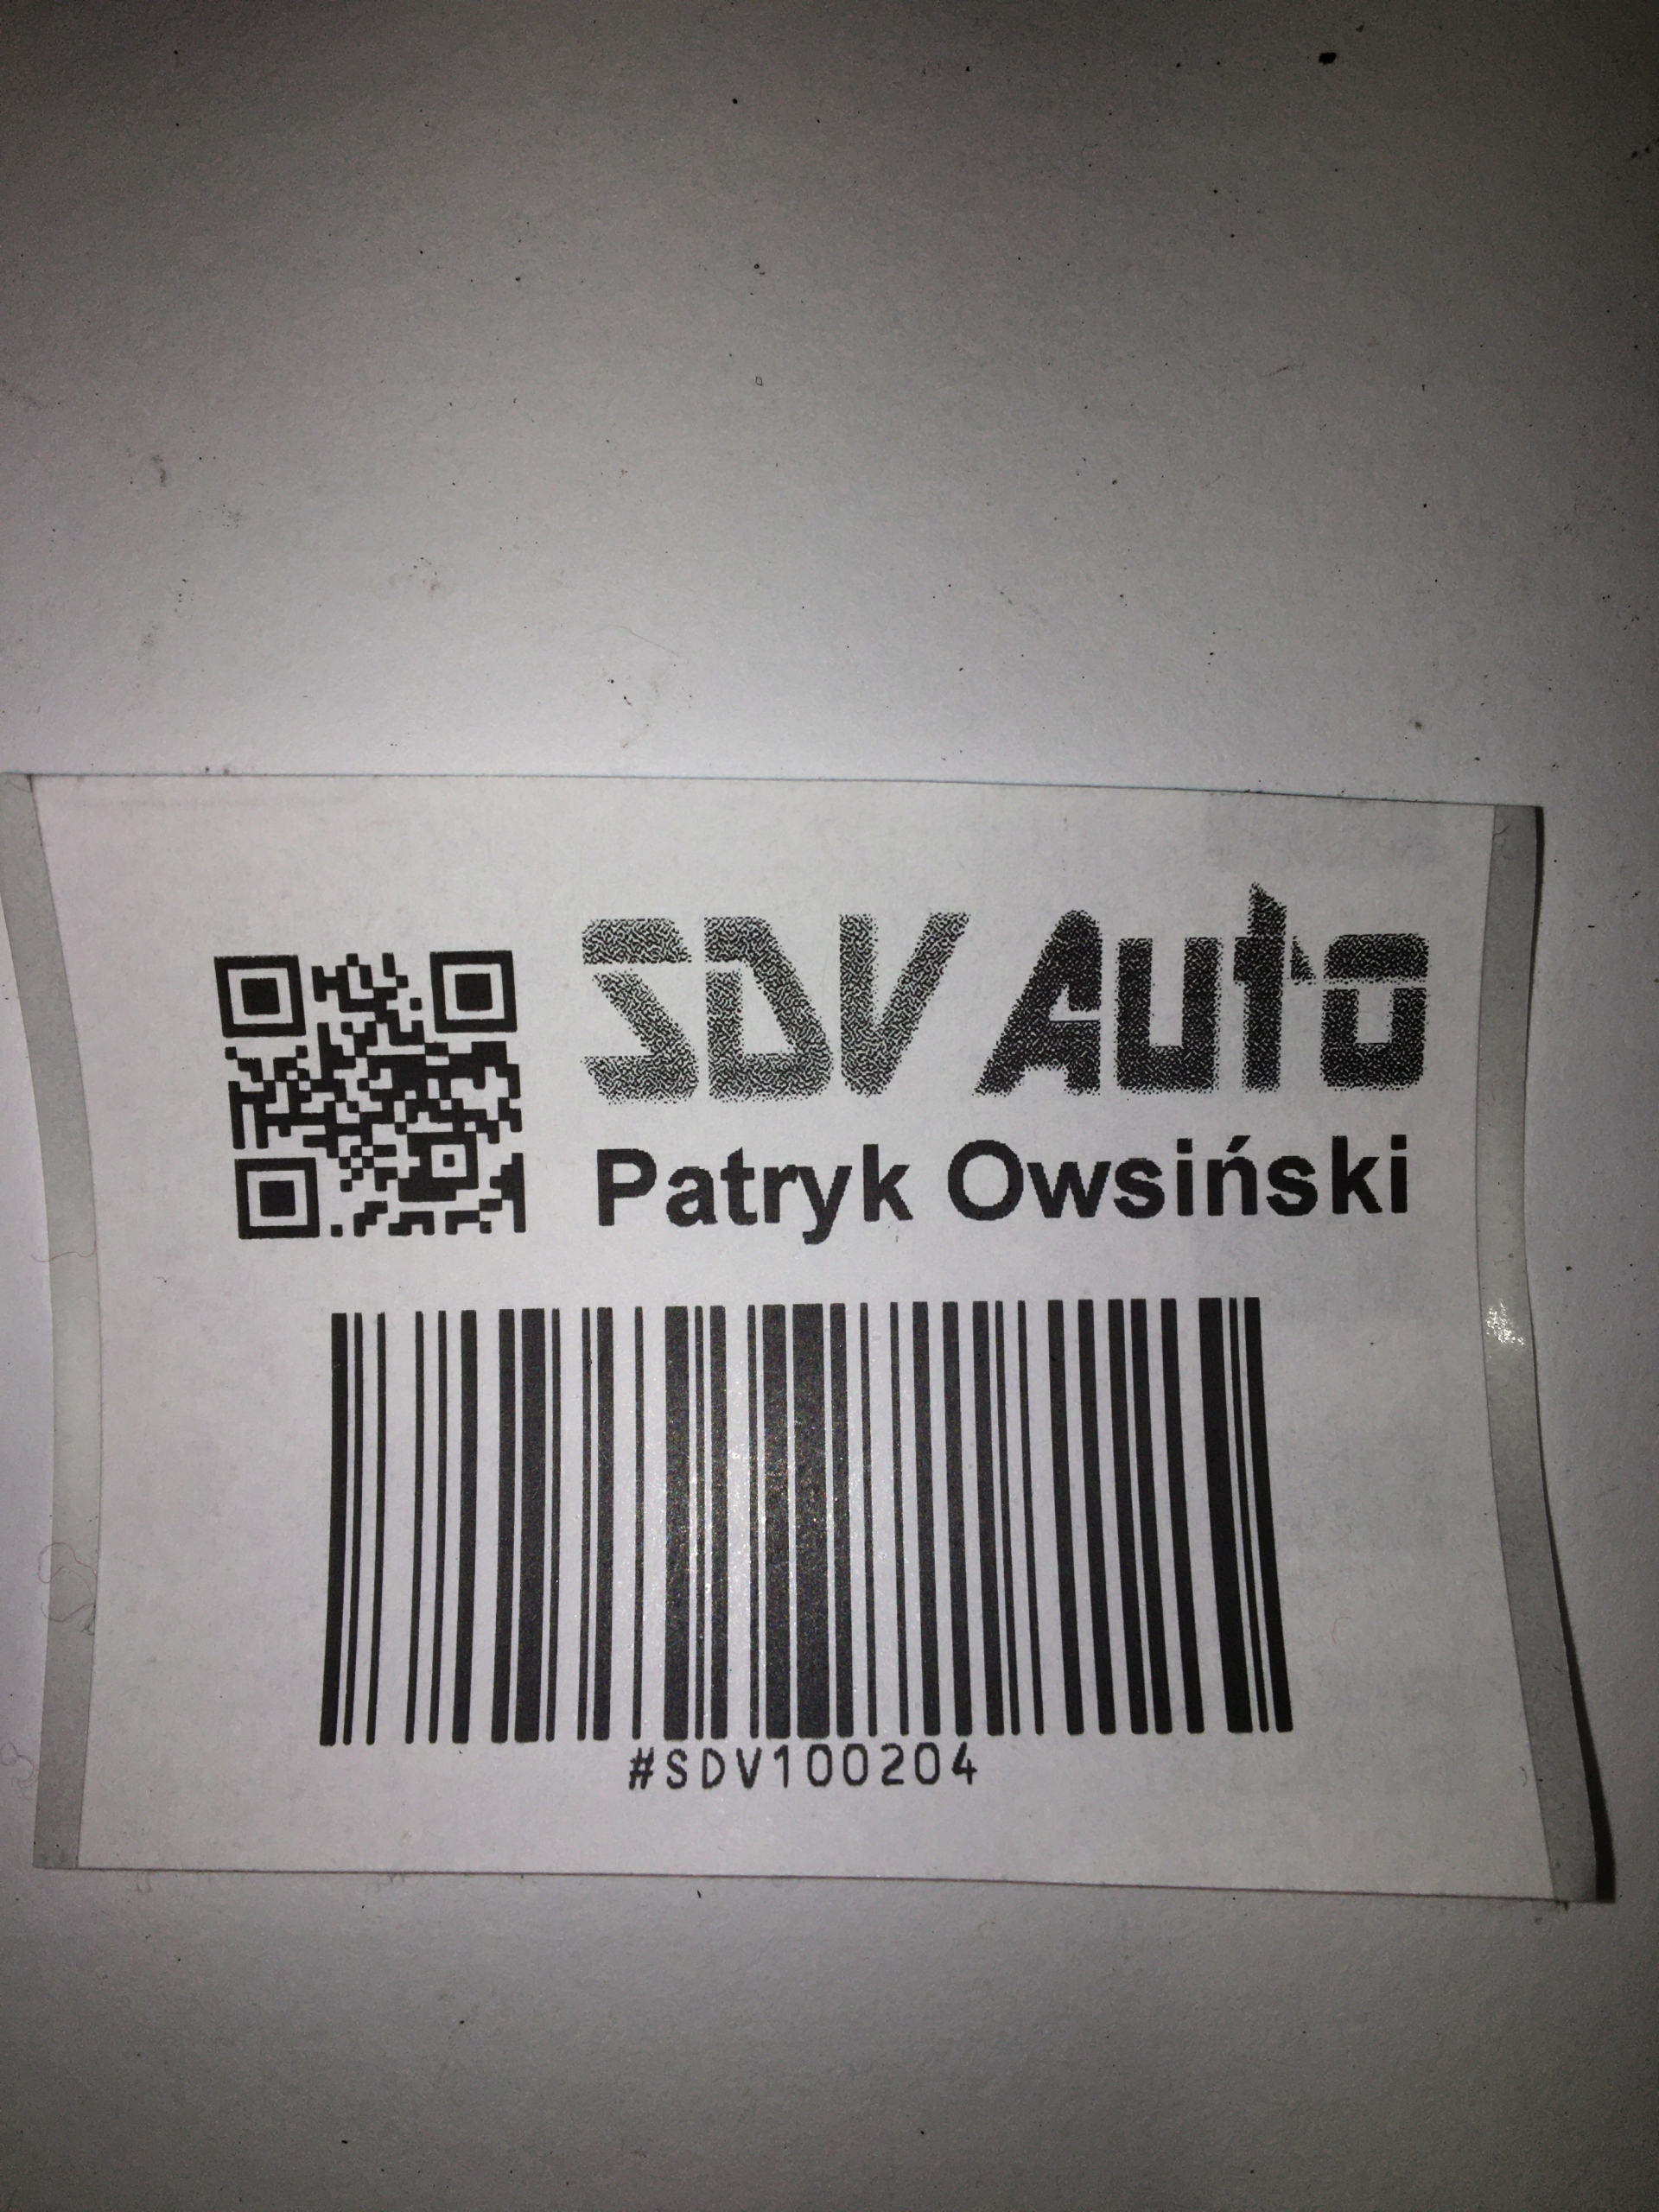 SDV Auto
Patryk Owsiński
#SDV100204